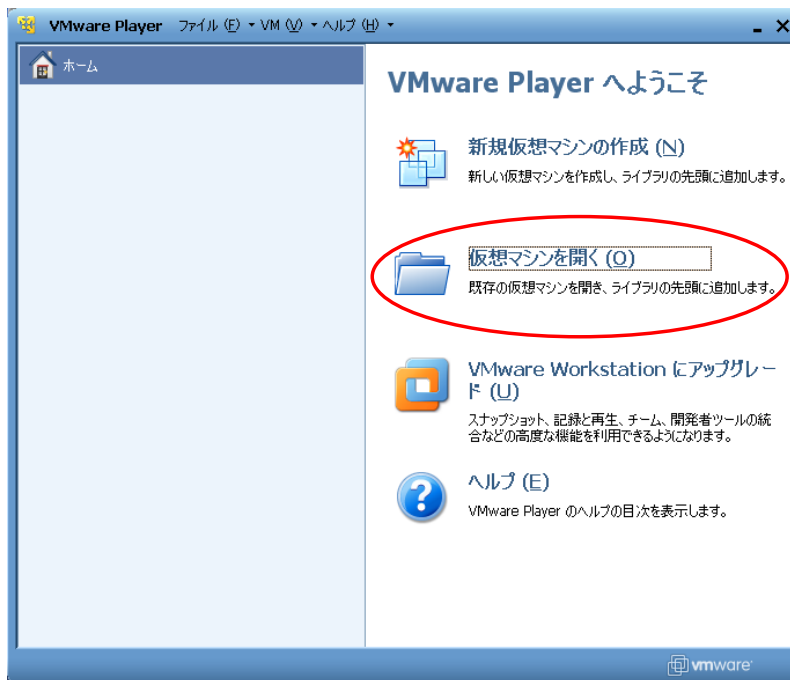 VMware Player ファイル (F) VM (V) ヘルプ (H)
ホーム
VMware Player へようこそ
新規仮想マシンの作成 (N)
新しい仮想マシンを作成し、ライブラリの先頭に追加します。
仮想マシンを開く (O)
既存の仮想マシンを開き、ライブラリの先頭に追加します。
VMware Workstation にアップグレー
ド (U)
スナップショット、記録と再生、チーム、開発者ツールの統
合などの高度な機能を利用できるようになります。
ヘルプ (E)
VMware Player のヘルプの目次を表示します。
vmware